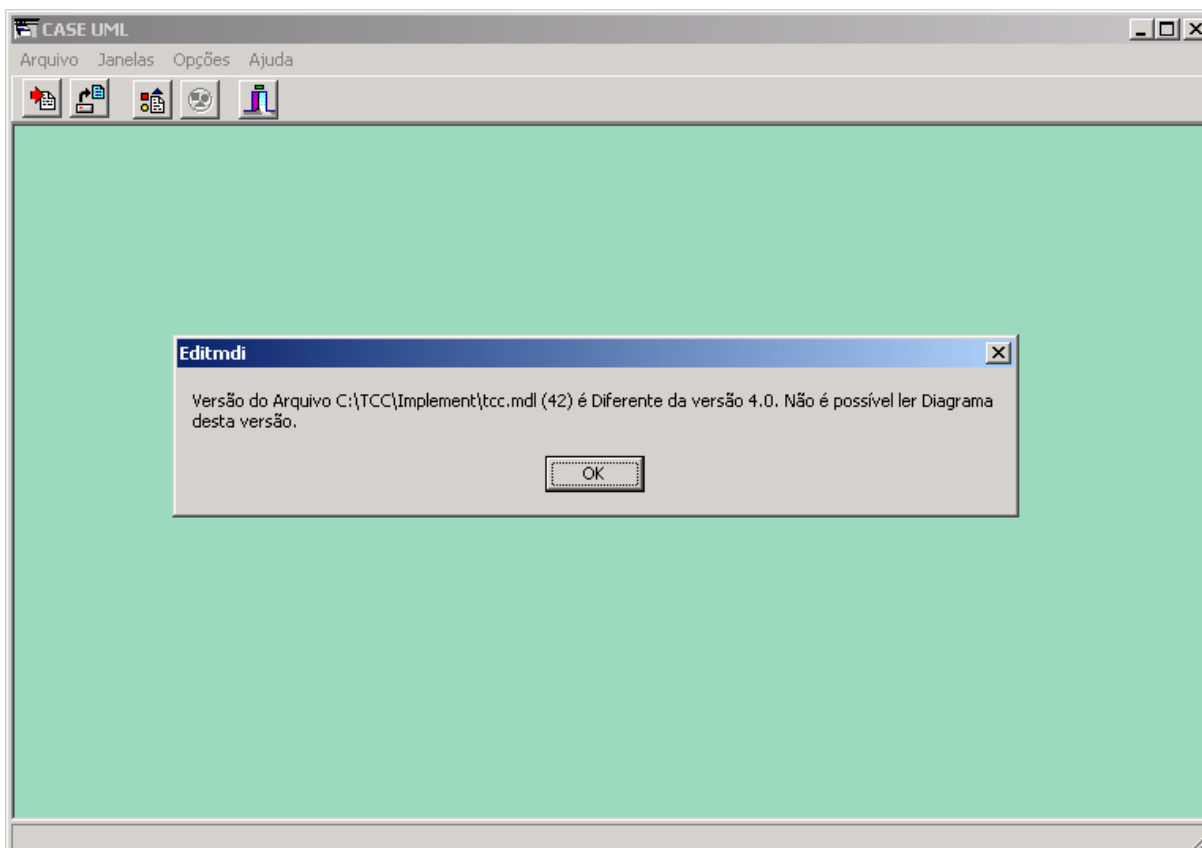 CASE UML
Arquivo Janelas Opções Ajuda
Editmdi
Versão do Arquivo C:\TCC\Implement\tcc.mdl (42) é Diferente da versão 4.0. Não é possível ler Diagrama
desta versão.
OK